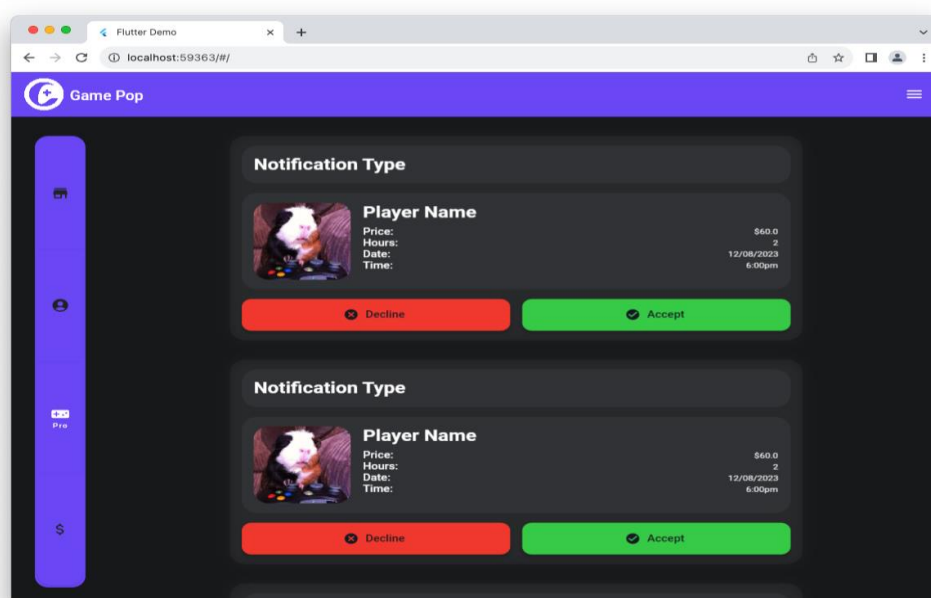 Flutter Demo
localhost:59363/#/
Game Pop
Notification Type
Player Name
Price: $60.0
Hours: 2
Date: 12/08/2023
Time: 6:00pm
Decline Accept
Pro
Notification Type
Player Name
Price: $60.0
Hours: 2
Date: 12/08/2023
Time: 6:00pm
$
Decline Accept